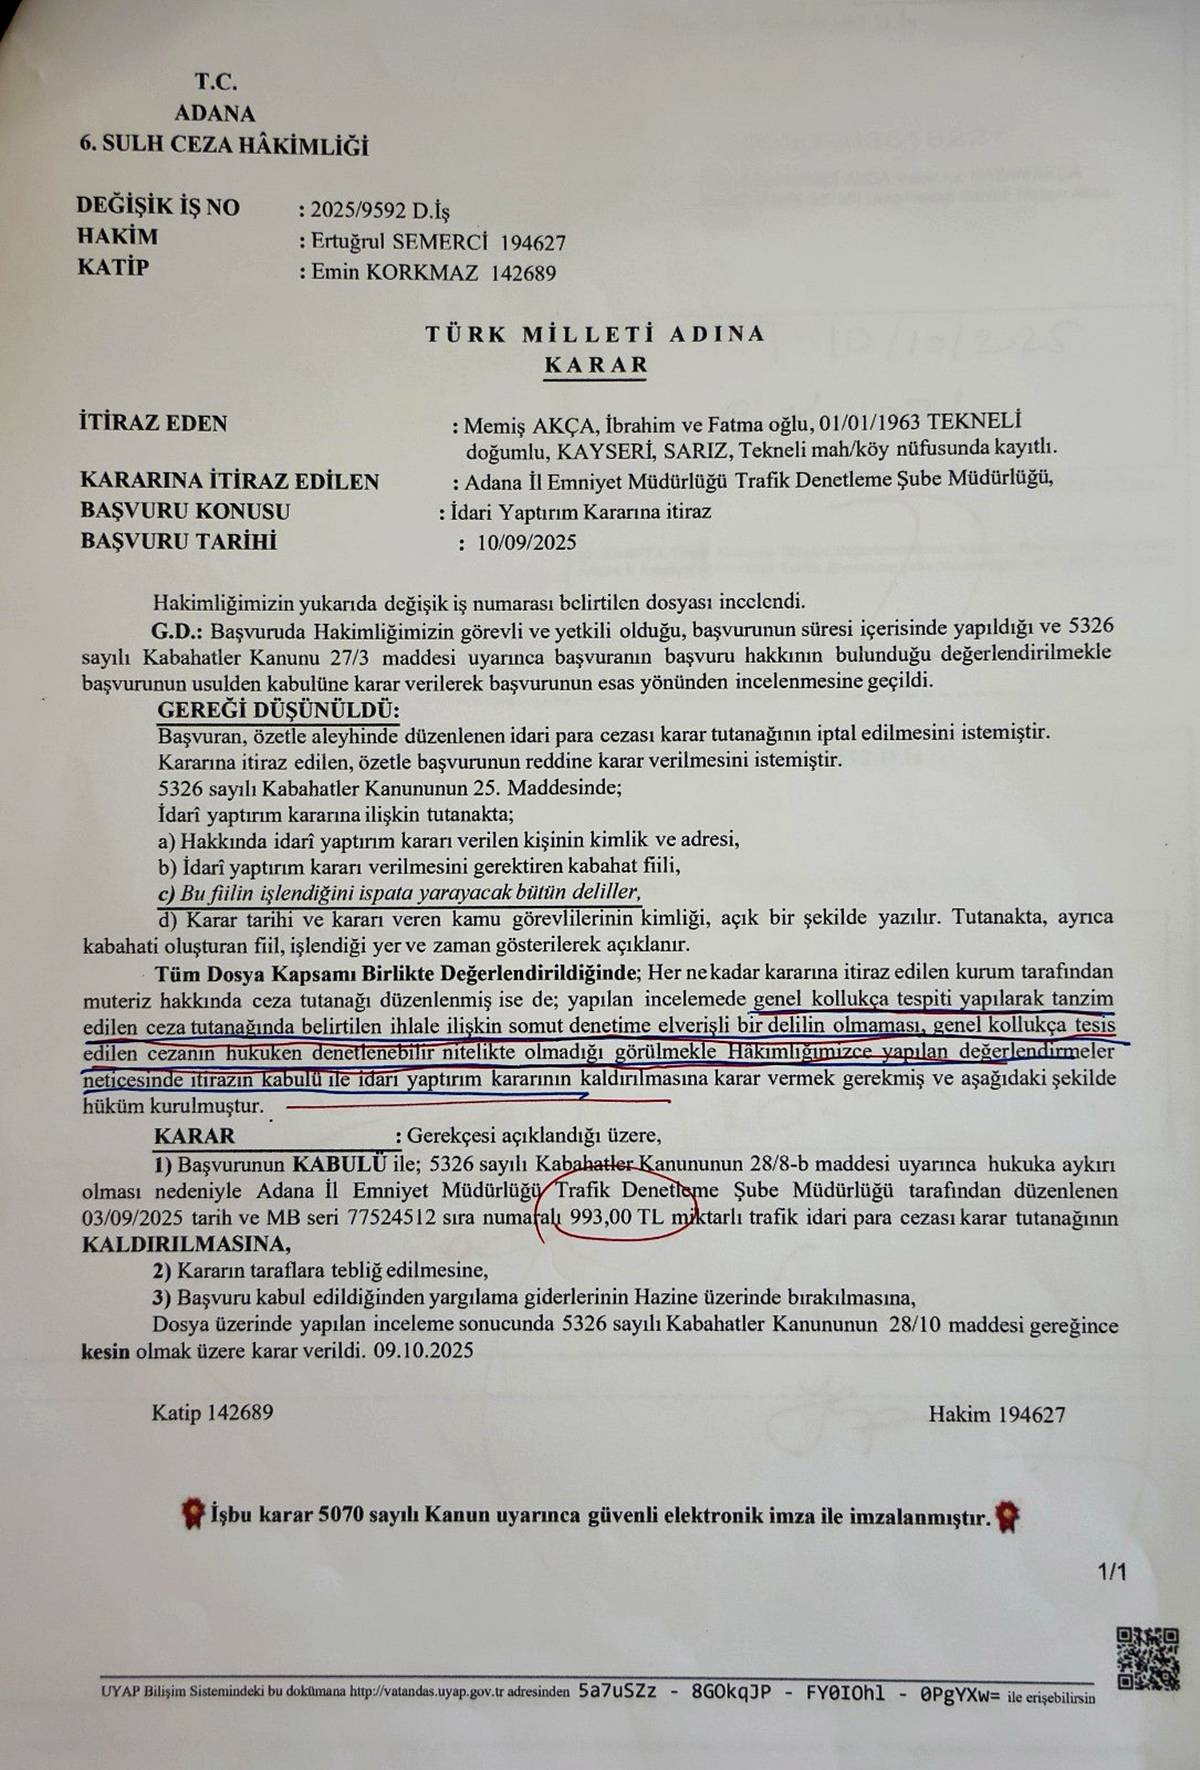 T.C.
ADANA
6. SULH CEZA HÂKİMLİĞİ
DEĞİŞİK İŞ NO : 2025/9592 D.İş
HAKİM : Ertuğrul SEMERCİ 194627
KATİP : Emin KORKMAZ 142689
TÜRK MİLLETİ ADINA
KARAR
İTİRAZ EDEN : Memiş AKÇA, İbrahim ve Fatma oğlu, 01/01/1963 TEKNELİ
doğumlu, KAYSERİ, SARIZ, Tekneli mah/köy nüfusunda kayıtlı.
KARARINA İTİRAZ EDİLEN : Adana İl Emniyet Müdürlüğü Trafik Denetleme Şube Müdürlüğü,
BAŞVURU KONUSU : İdari Yaptırım Kararına itiraz
BAŞVURU TARİHİ : 10/09/2025
Hakimliğimizin yukarıda değişik iş numarası belirtilen dosyası incelendi.
G.D.: Başvuruda Hakimliğimizin görevli ve yetkili olduğu, başvurunun süresi içerisinde yapıldığı ve 5326
sayılı Kabahatler Kanunu 27/3 maddesi uyarınca başvuranın başvuru hakkının bulunduğu değerlendirilmekle
başvurunun usulden kabulüne karar verilerek başvurunun esas yönünden incelenmesine geçildi.
GEREĞİ DÜŞÜNÜLDÜ:
Başvuran, özetle aleyhinde düzenlenen idari para cezası karar tutanağının iptal edilmesini istemiştir.
Kararına itiraz edilen, özetle başvurunun reddine karar verilmesini istemiştir.
5326 sayılı Kabahatler Kanununun 25. Maddesinde;
İdarî yaptırım kararına ilişkin tutanakta;
a) Hakkında idarî yaptırım kararı verilen kişinin kimlik ve adresi,
b) İdarî yaptırım kararı verilmesini gerektiren kabahat fiili,
c) Bu fiilin işlendiğini ispata yarayacak bütün deliller,
d) Karar tarihi ve kararı veren kamu görevlilerinin kimliği, açık bir şekilde yazılır. Tutanakta, ayrıca
kabahati oluşturan fiil, işlendiği yer ve zaman gösterilerek açıklanır.
Tüm Dosya Kapsamı Birlikte Değerlendirildiğinde; Her ne kadar kararına itiraz edilen kurum tarafından
muteriz hakkında ceza tutanağı düzenlenmiş ise de; yapılan incelemede genel kollukça tespiti yapılarak tanzim
edilen ceza tutanağında belirtilen ihlale ilişkin somut denetime elverişli bir delilin olmaması, genel kollukça tesis
edilen cezanın hukuken denetlenebilir nitelikte olmadığı görülmekle Hâkimliğimizce yapılan değerlendirmeler
neticesinde itirazın kabulü ile idari yaptırım kararının kaldırılmasına karar vermek gerekmiş ve aşağıdaki şekilde
hüküm kurulmuştur.
KARAR : Gerekçesi açıklandığı üzere,
1) Başvurunun KABULÜ ile; 5326 sayılı Kabahatler Kanununun 28/8-b maddesi uyarınca hukuka aykırı
olması nedeniyle Adana İl Emniyet Müdürlüğü Trafik Denetleme Şube Müdürlüğü tarafından düzenlenen
03/09/2025 tarih ve MB seri 77524512 sıra numaralı 993,00 TL miktarlı trafik idari para cezası karar tutanağının
KALDIRILMASINA,
2) Kararın taraflara tebliğ edilmesine,
3) Başvuru kabul edildiğinden yargılama giderlerinin Hazine üzerinde bırakılmasına,
Dosya üzerinde yapılan inceleme sonucunda 5326 sayılı Kabahatler Kanununun 28/10 maddesi gereğince
kesin olmak üzere karar verildi. 09.10.2025
Katip 142689 Hakim 194627
İşbu karar 5070 sayılı Kanun uyarınca güvenli elektronik imza ile imzalanmıştır.
1/1
UYAP Bilişim Sistemindeki bu dokümana http://vatandas.uyap.gov.tr adresinden 5a7uSZz - 8GOkqJP - FY0IOhl - 0PgYXw= ile erişebilirsin